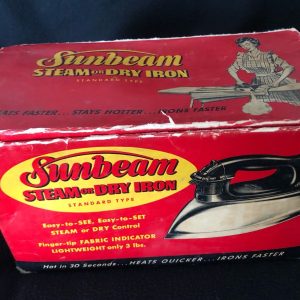 Sunbeam
STEAM OR DRY IRON
STANDARD TYPE
HEATS FASTER... STAYS HOTTER... IRONS FASTER
Sunbeam
STEAM OR DRY IRON
STANDARD TYPE
Easy-to-SEE, Easy-to-SET
STEAM or DRY Control
Finger-tip FABRIC INDICATOR
LIGHTWEIGHT only 3 lbs.
Hot in 30 Seconds... HEATS QUICKER... IRONS FASTER